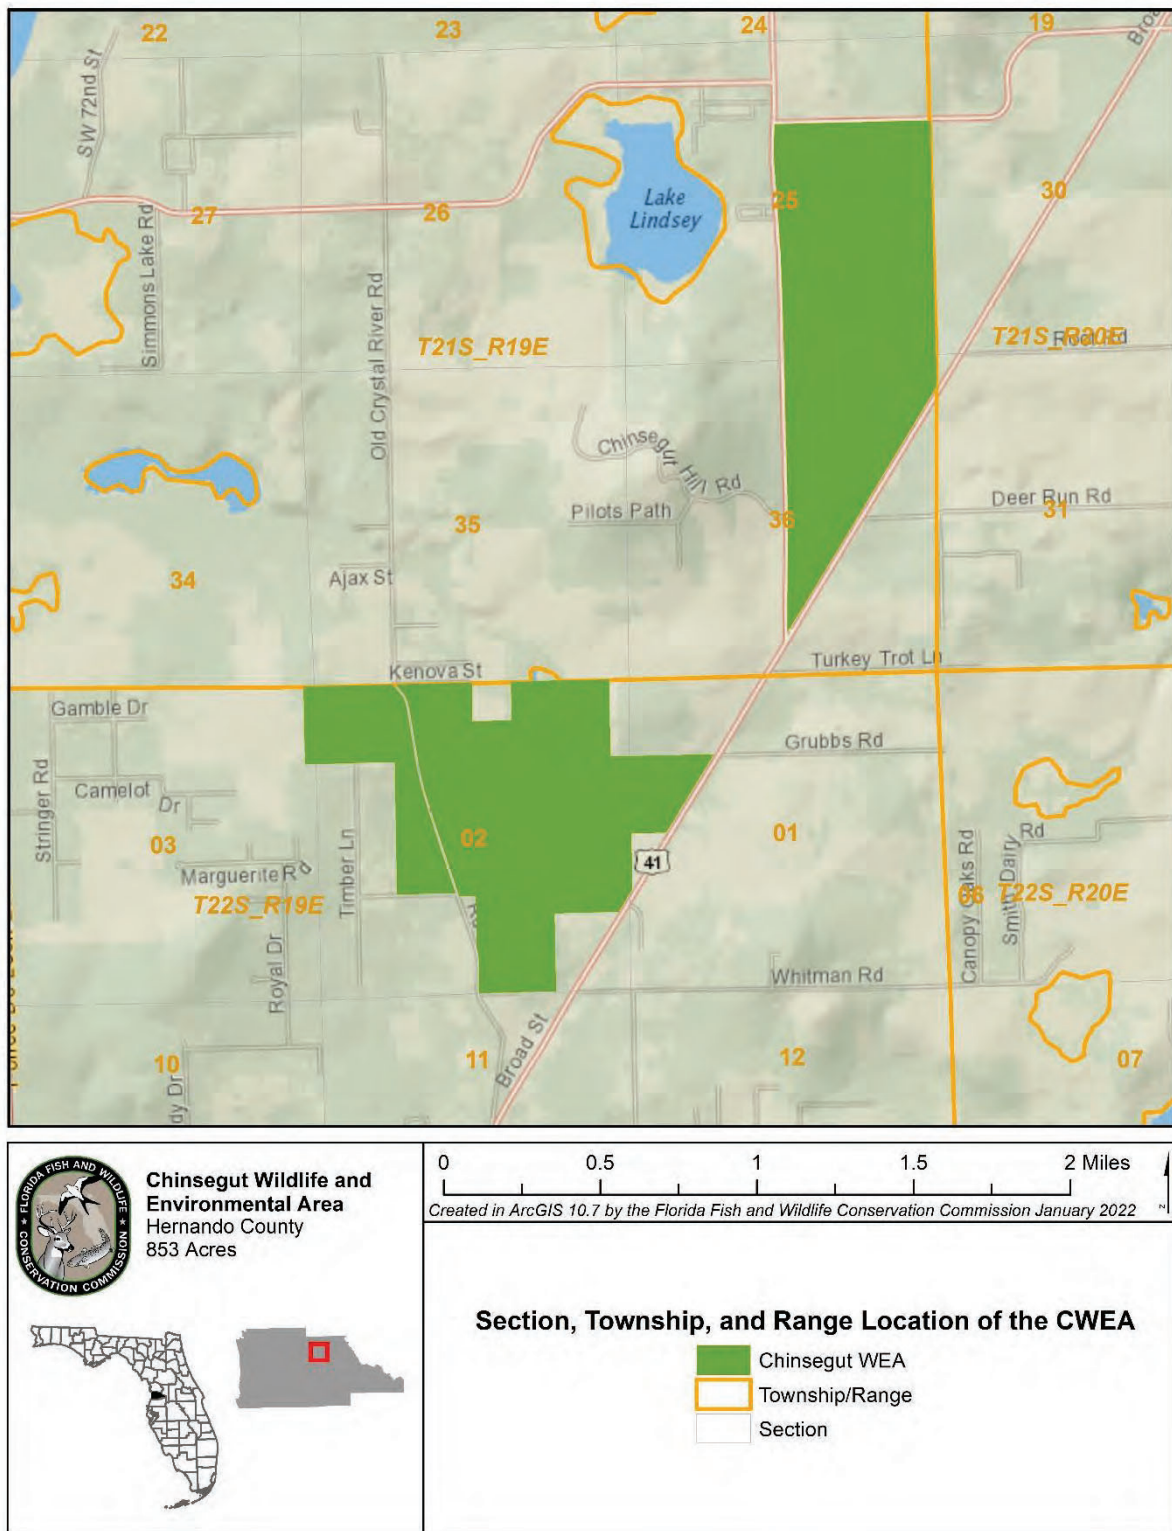 22
23
24
19
SW 72nd St
Lake
Lindsey
25
30
27
26
Simmons Lake Rd
Old Crystal River Rd
T21S_R19E
T21S_R20E
Chinsegut Hill Rd
Pilots Path
Deer Run Rd
35
36
31
34
Ajax St
Kenova St
Turkey Trot Ln
Gamble Dr
Grubbs Rd
Stringer Rd
Camelot Dr
Timber Ln
02
01
03
41
Marguerite Rd
Rd
T22S_R19E
06
T22S_R20E
Canopy Oaks Rd
Smith Dairy
Royal Dr
Whitman Rd
Broad St
10
11
12
07
FLORIDA FISH AND WILDLIFE
CONSERVATION COMMISSION
Chinsegut Wildlife and
Environmental Area
Hernando County
853 Acres
0 0.5 1 1.5 2 Miles
Created in ArcGIS 10.7 by the Florida Fish and Wildlife Conservation Commission January 2022
N
Section, Township, and Range Location of the CWEA
Chinsegut WEA
Township/Range
Section